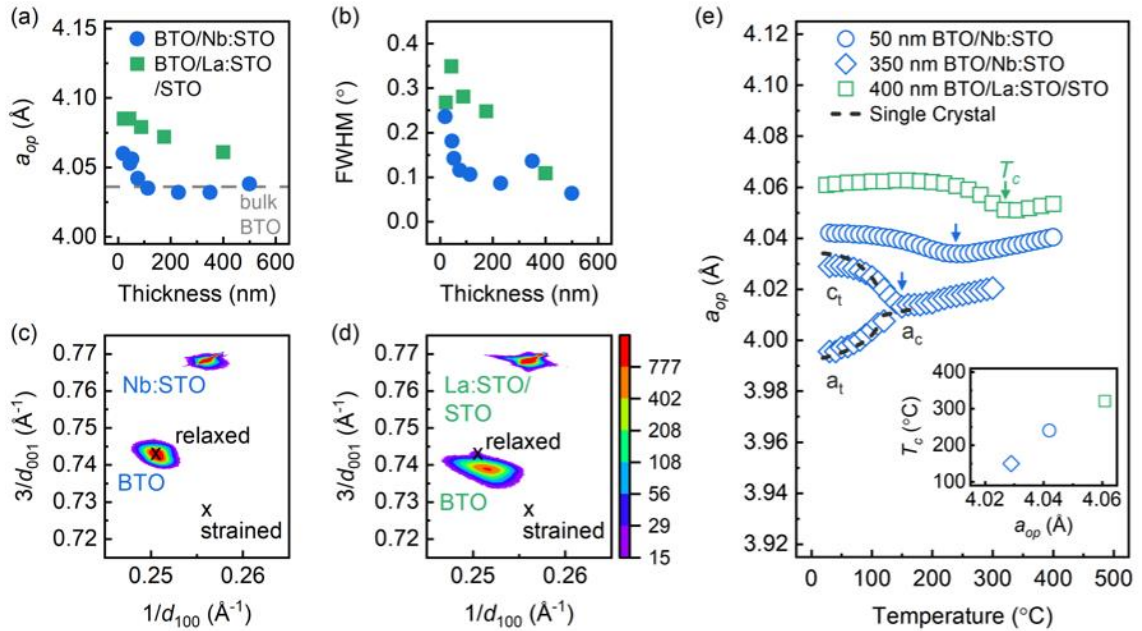 (a)
4.15
4.10
4.05
4.00
a_op (Å)
BTO/Nb:STO
BTO/La:STO
/STO
bulk
BTO
0 200 400 600
Thickness (nm)
(b)
0.4
0.3
0.2
0.1
0.0
FWHM (°)
0 200 400 600
Thickness (nm)
(c)
0.77
0.76
0.75
0.74
0.73
0.72
3/d_001 (Å⁻¹)
Nb:STO
relaxed
BTO
x
strained
0.25 0.26
1/d_100 (Å⁻¹)
(d)
0.77
0.76
0.75
0.74
0.73
0.72
3/d_001 (Å⁻¹)
La:STO/
STO
x relaxed
BTO
x
strained
0.25 0.26
1/d_100 (Å⁻¹)
777
402
208
108
56
29
15
(e)
4.12
4.10
4.08
4.06
4.04
4.02
4.00
3.98
3.96
3.94
3.92
a_op (Å)
50 nm BTO/Nb:STO
350 nm BTO/Nb:STO
400 nm BTO/La:STO/STO
Single Crystal
T_c
c_t
a_c
a_t
400
300
200
100
T_c (°C)
4.02 4.04 4.06
a_op (Å)
0 100 200 300 400 500
Temperature (°C)